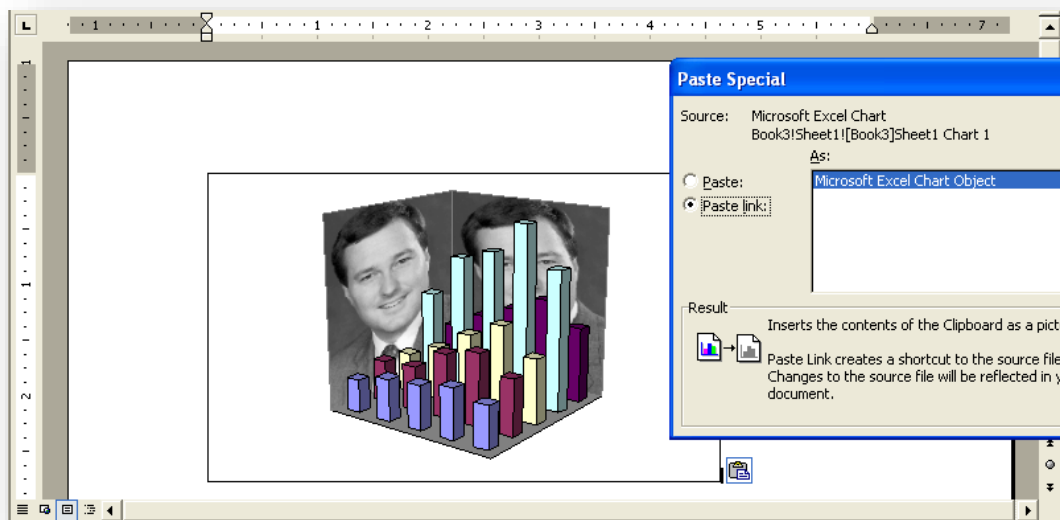 L
1 1 2 3 4 5 7
1
1
2
Paste Special
Source: Microsoft Excel Chart
Book3!Sheet1![Book3]Sheet1 Chart 1
As:
Paste:
Microsoft Excel Chart Object
Paste link:
Result
Inserts the contents of the Clipboard as a pict
Paste Link creates a shortcut to the source file
Changes to the source file will be reflected in y
document.